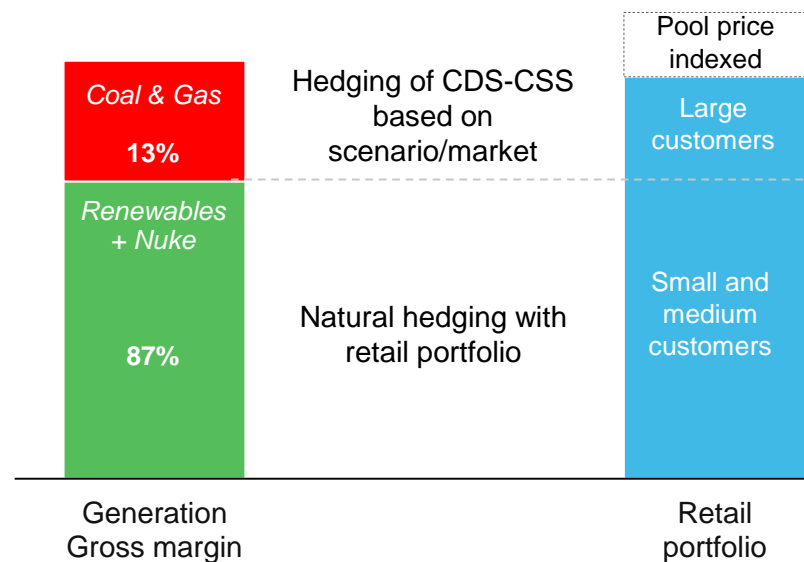 Coal & Gas
13%
Renewables
+ Nuke
87%
Hedging of CDS-CSS
based on
scenario/market
Natural hedging with
retail portfolio
Pool price
indexed
Large
customers
Small and
medium
customers
Generation
Gross margin
Retail
portfolio